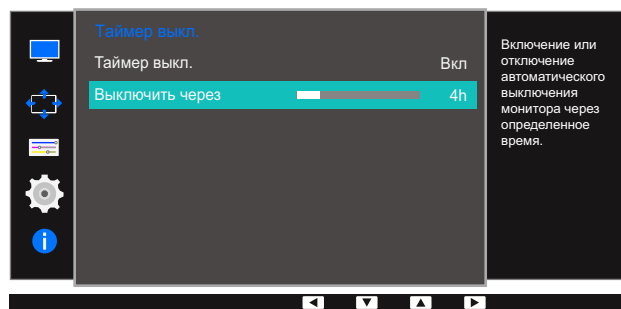 Таймер выкл.
Таймер выкл. Вкл
Выключить через 4h
Включение или
отключение
автоматического
выключения
монитора через
определенное
время.